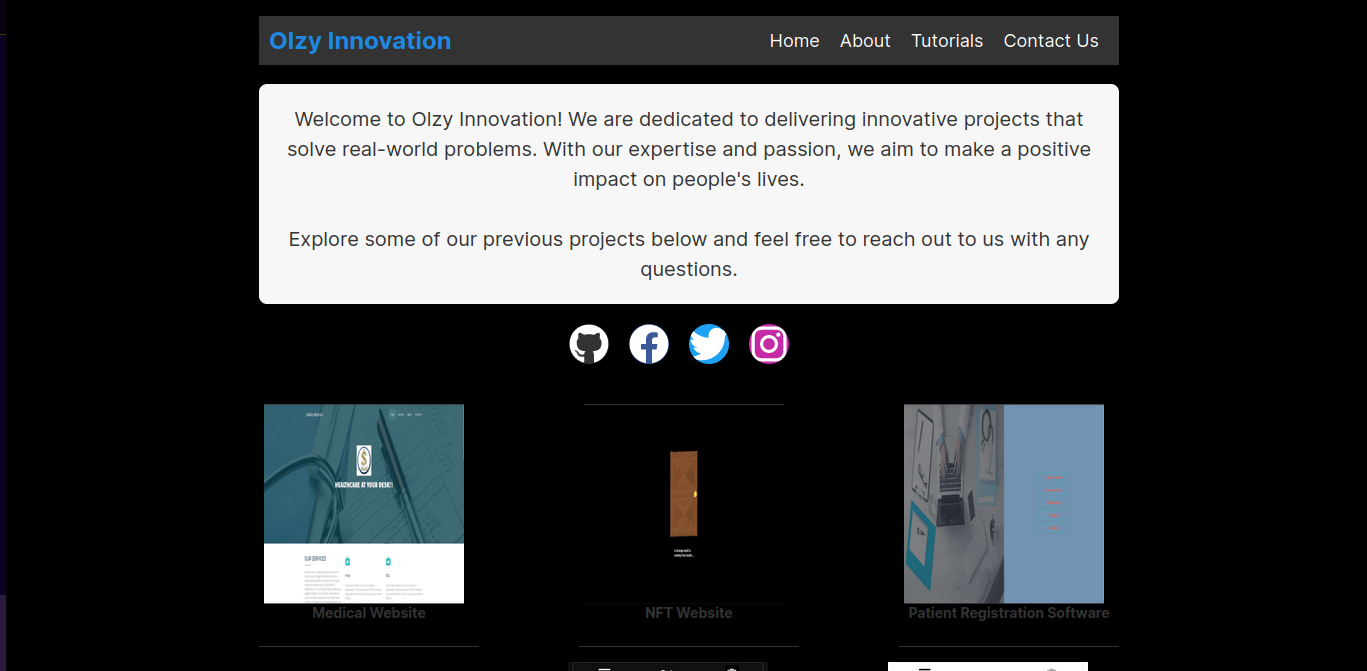 Olzy Innovation
Home About Tutorials Contact Us
Welcome to Olzy Innovation! We are dedicated to delivering innovative projects that
solve real-world problems. With our expertise and passion, we aim to make a positive
impact on people's lives.
Explore some of our previous projects below and feel free to reach out to us with any
questions.
HEALTHCARE AT YOUR DESK!!
OUR SERVICES
Medical Website
NFT Website
Patient Registration Software